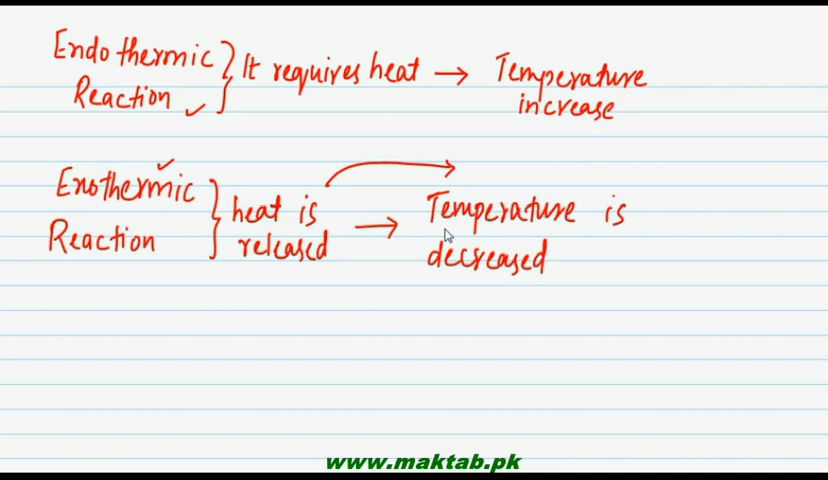 Endothermic
Reaction
It requires heat → Temperature
increase
Exothermic
Reaction
heat is
released
→
Temperature is
decreased
www.maktab.pk